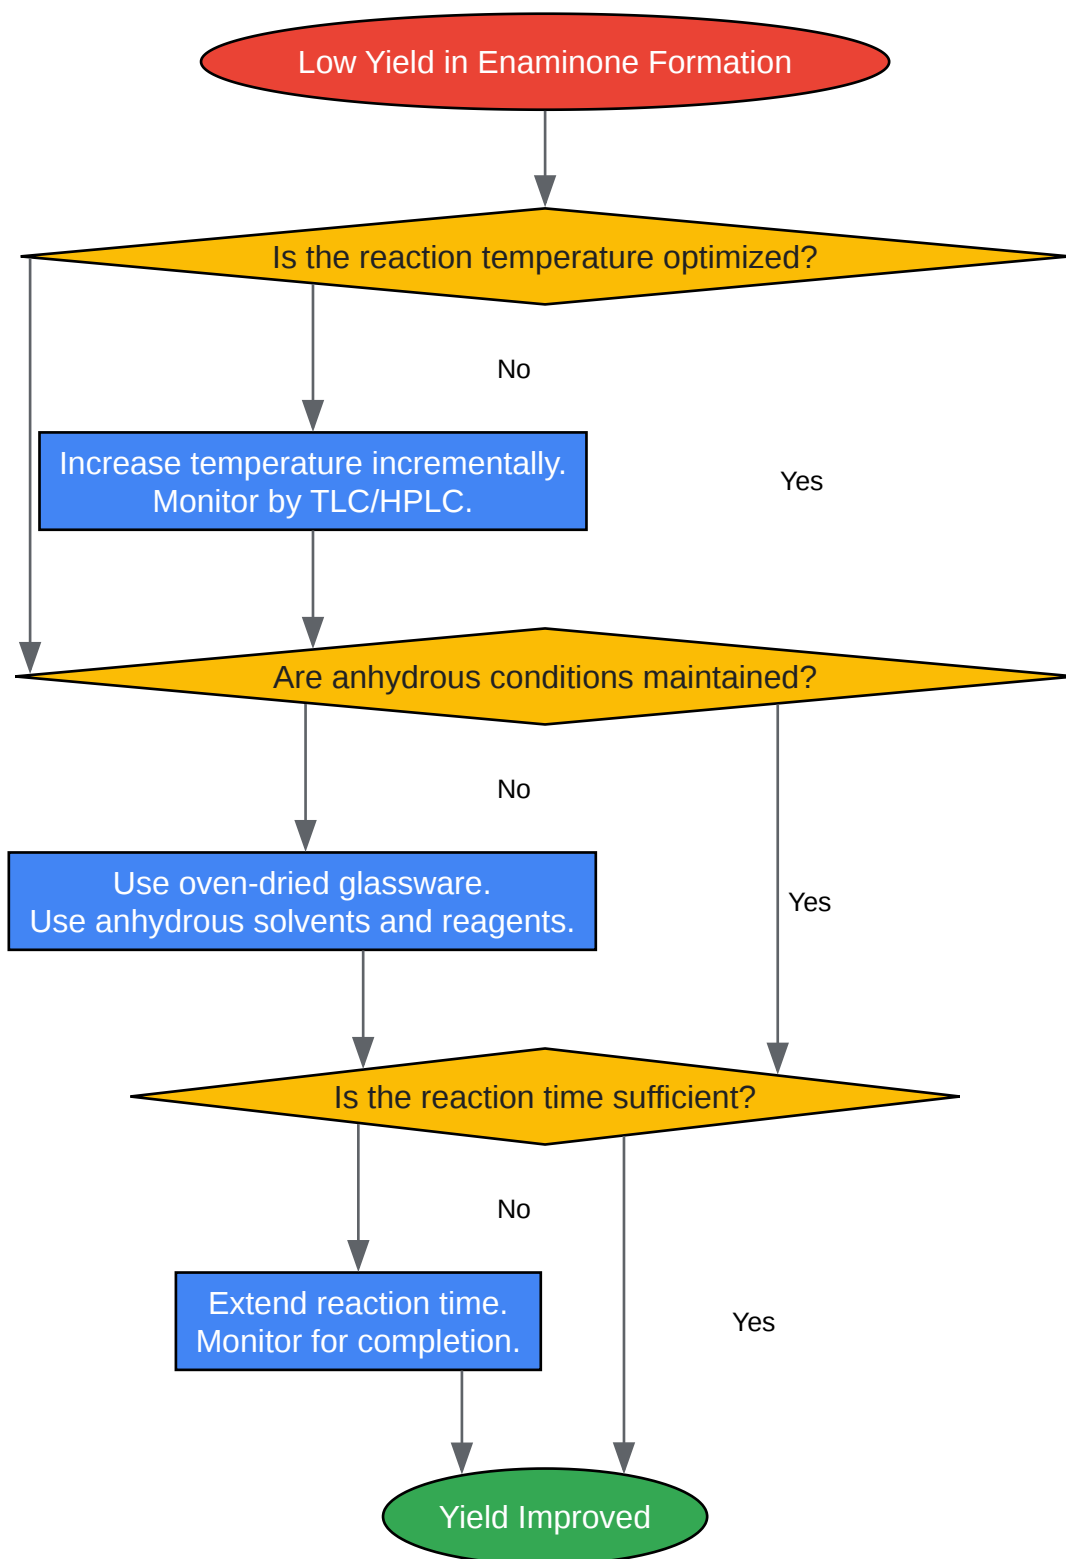 Low Yield in Enaminone Formation
Is the reaction temperature optimized?
No
Increase temperature incrementally.
Monitor by TLC/HPLC.
Yes
Are anhydrous conditions maintained?
No
Use oven-dried glassware.
Use anhydrous solvents and reagents.
Yes
Is the reaction time sufficient?
No
Extend reaction time.
Monitor for completion.
Yes
Yield Improved